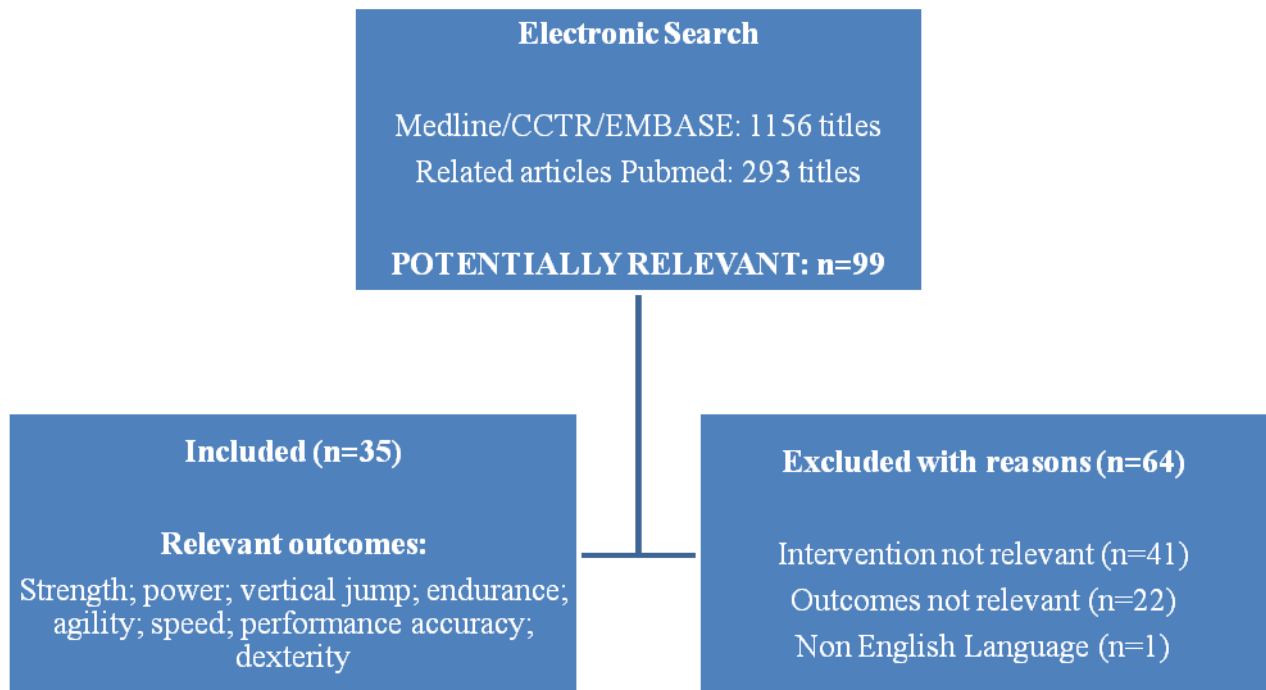 Electronic Search
Medline/CCTR/EMBASE: 1156 titles
Related articles Pubmed: 293 titles
POTENTIALLY RELEVANT: n=99
Included (n=35)
Relevant outcomes:
Strength; power; vertical jump; endurance;
agility; speed; performance accuracy;
dexterity
Excluded with reasons (n=64)
Intervention not relevant (n=41)
Outcomes not relevant (n=22)
Non English Language (n=1)